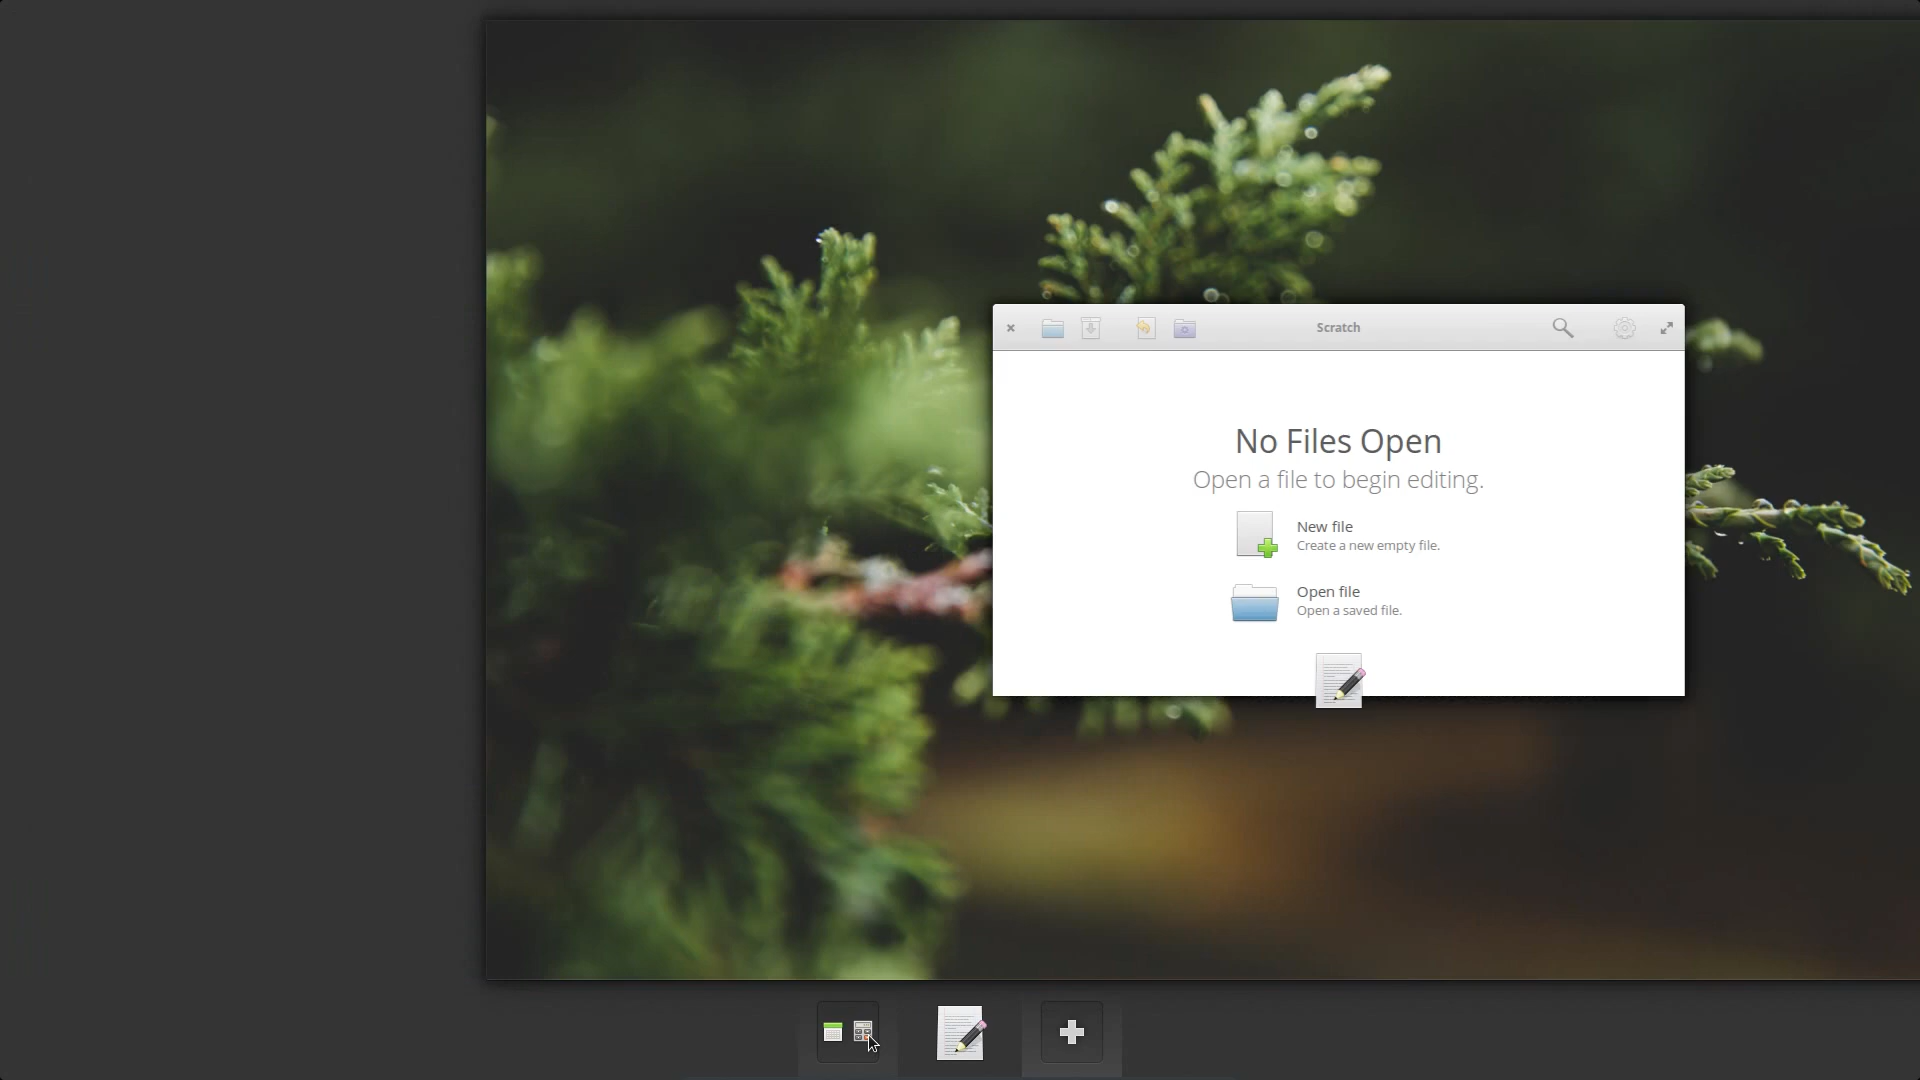 Scratch
No Files Open
Open a file to begin editing.
New file
Create a new empty file.
Open file
Open a saved file.